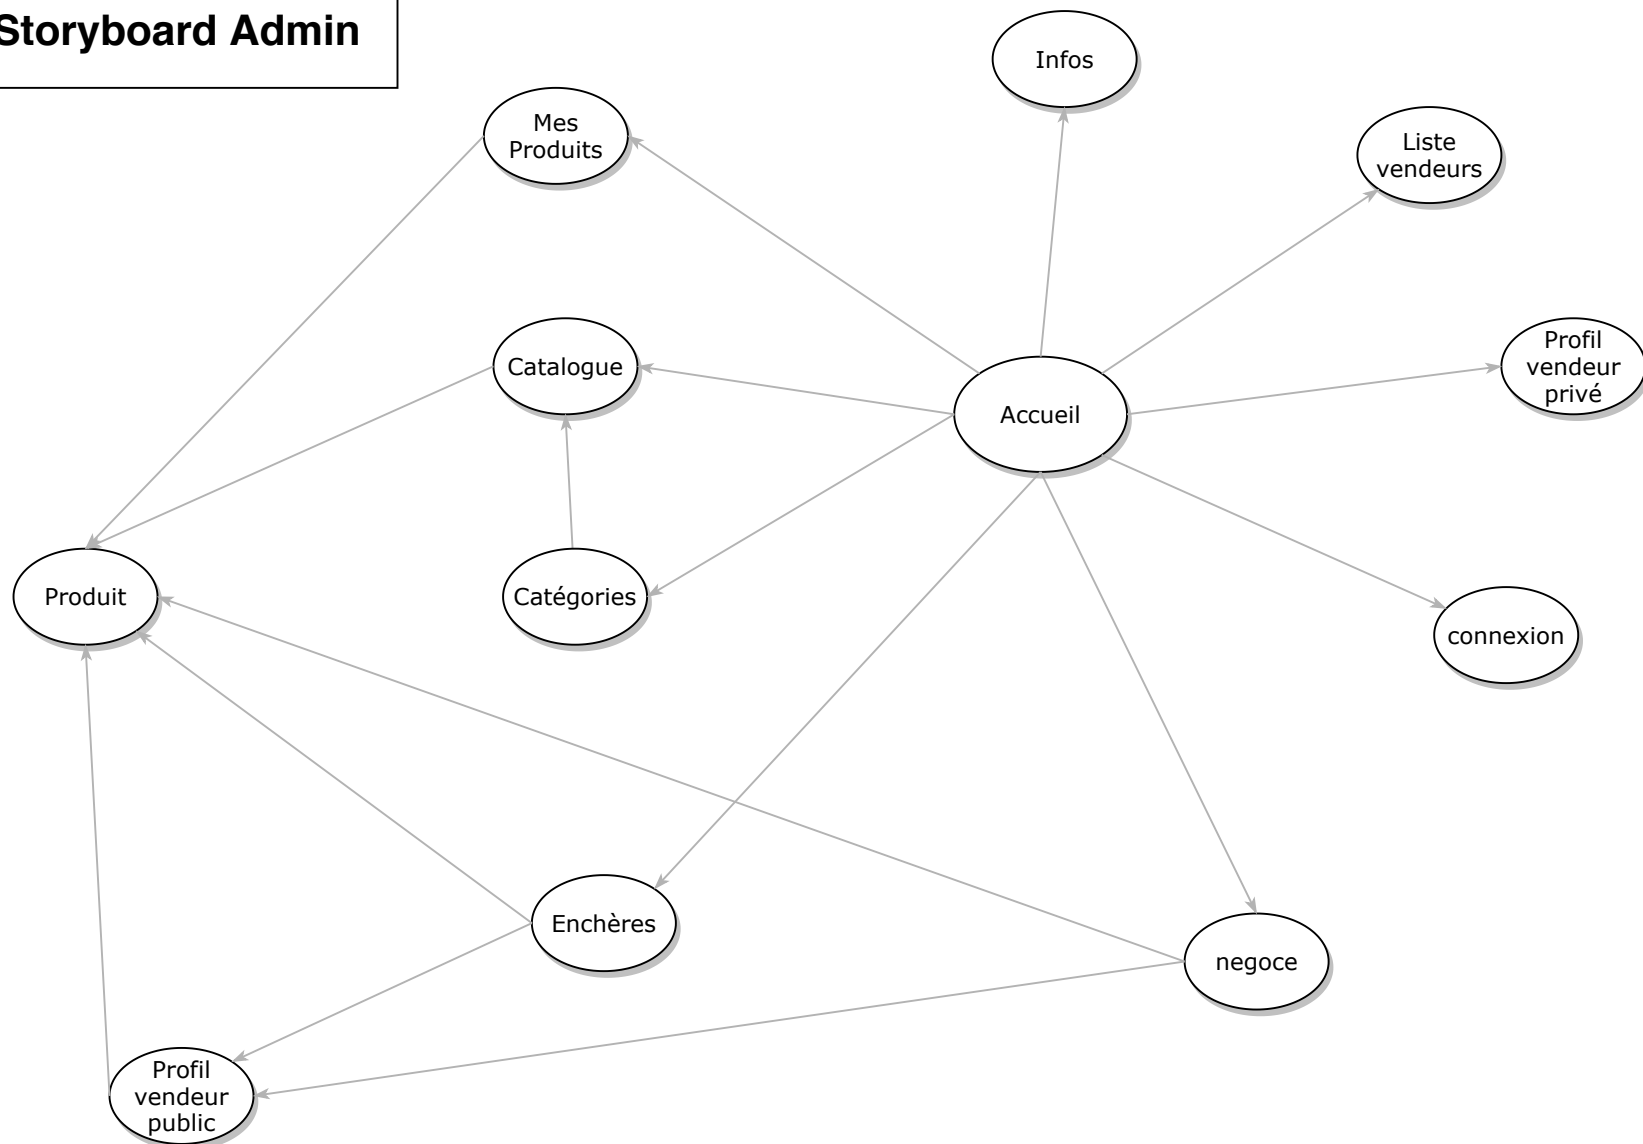 Storyboard Admin
Infos
Mes
Produits
Liste
vendeurs
Catalogue
Profil
vendeur
privé
Accueil
Produit
Catégories
connexion
Enchères
negoce
Profil
vendeur
public